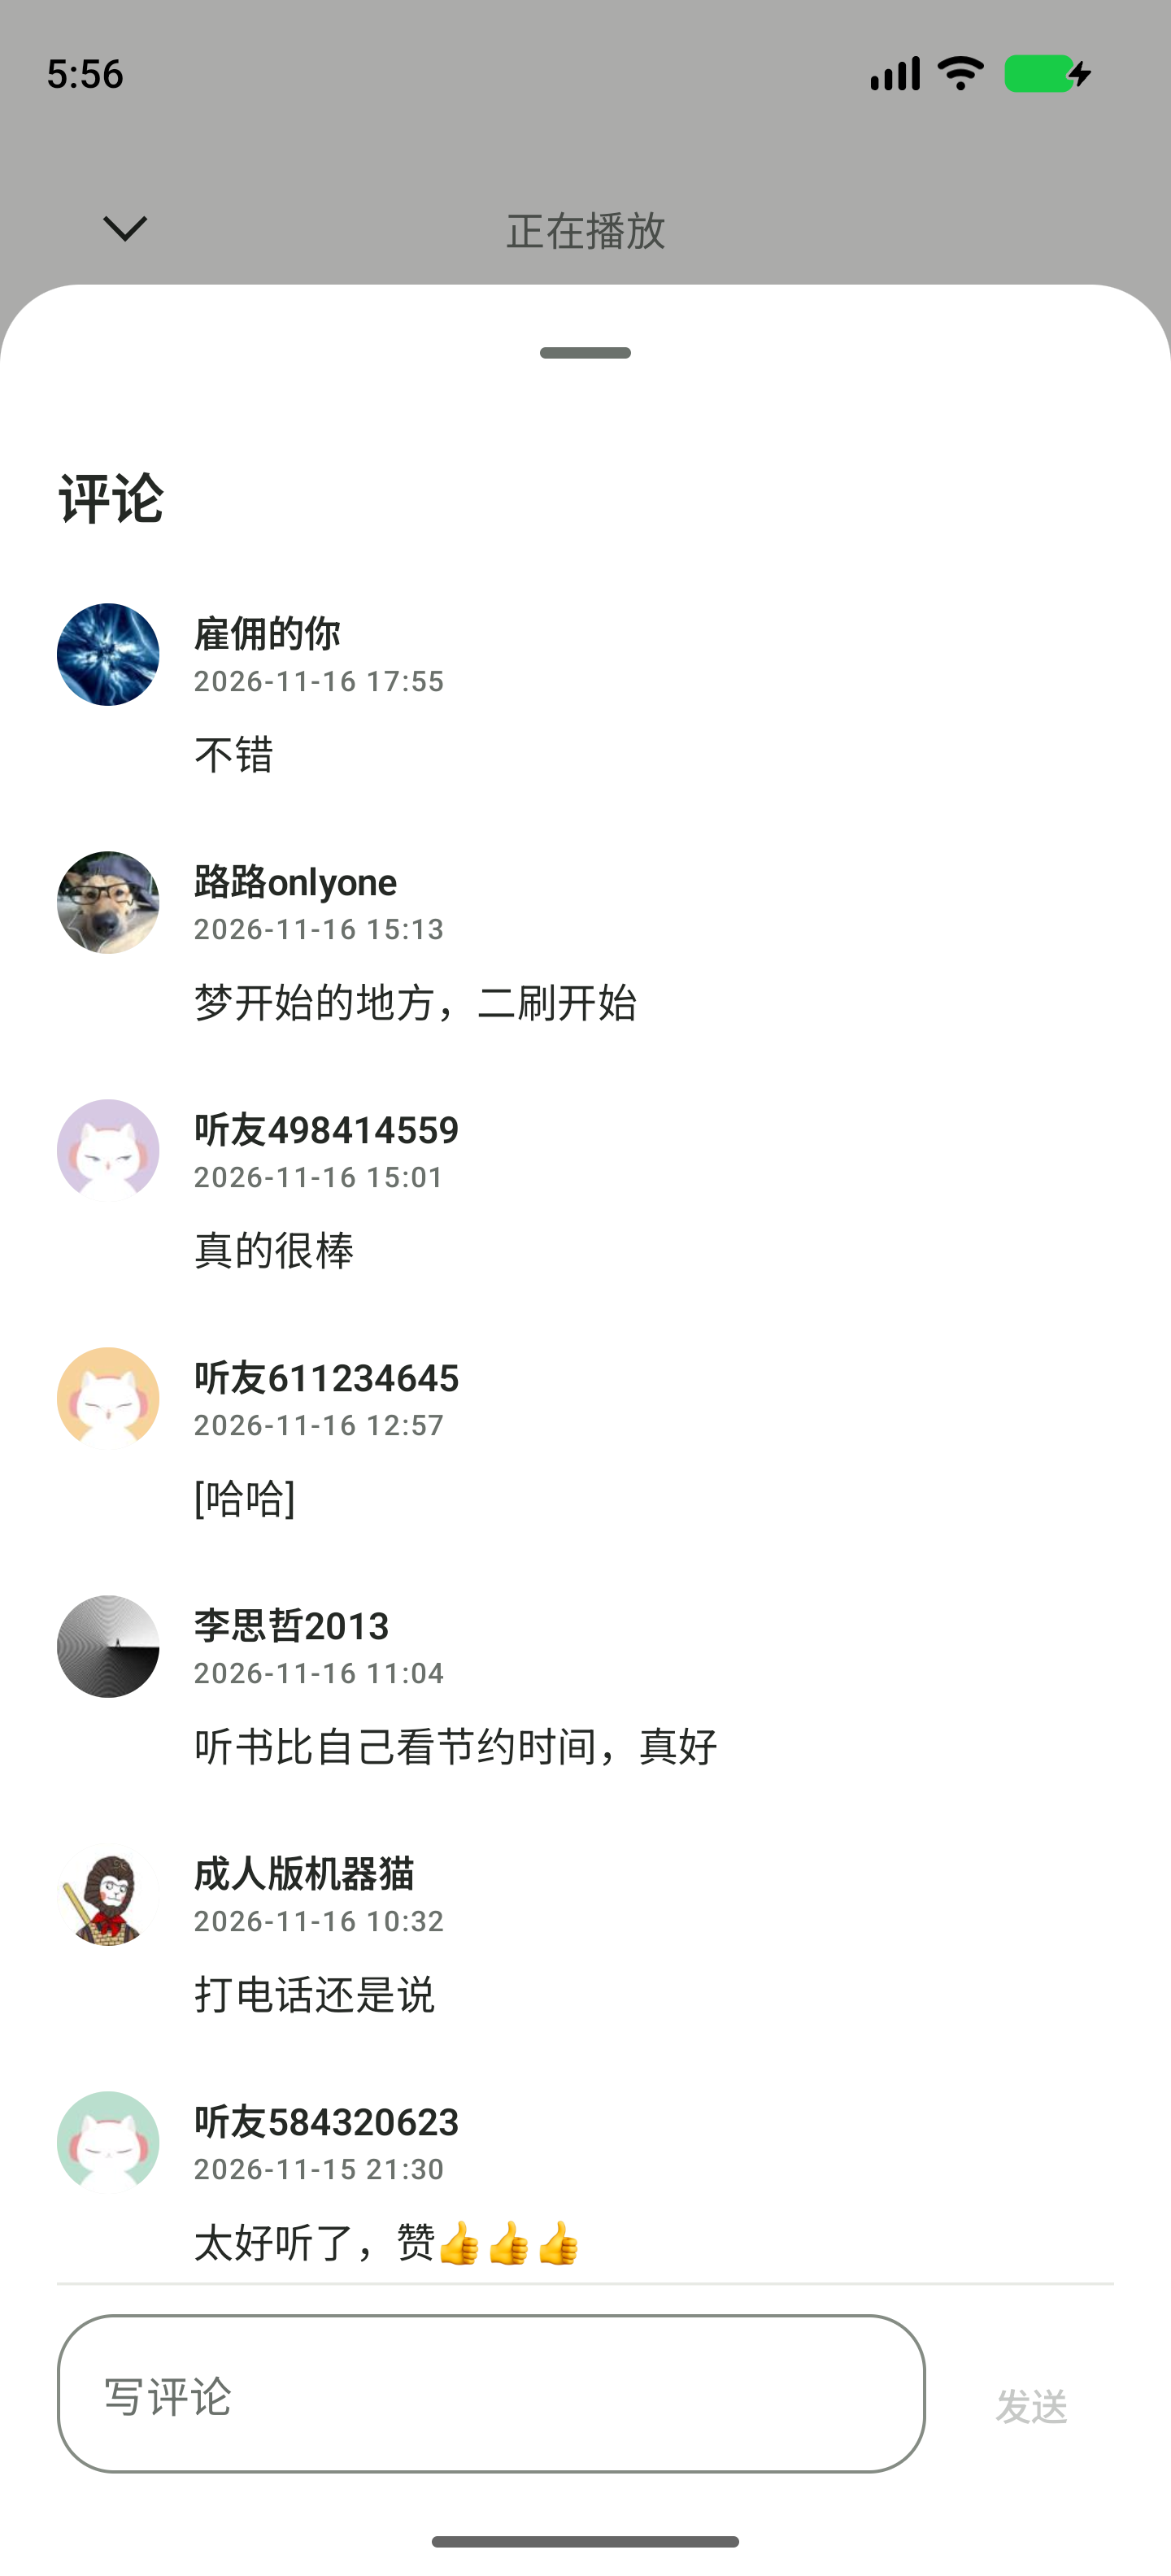 5:56
正在播放
评论
雇佣的你
2026-11-16 17:55
不错
路路onlyone
2026-11-16 15:13
梦开始的地方，二刷开始
听友498414559
2026-11-16 15:01
真的很棒
听友611234645
2026-11-16 12:57
[哈哈]
李思哲2013
2026-11-16 11:04
听书比自己看节约时间，真好
成人版机器猫
2026-11-16 10:32
打电话还是说
听友584320623
2026-11-15 21:30
太好听了，赞👍👍👍
写评论
发送